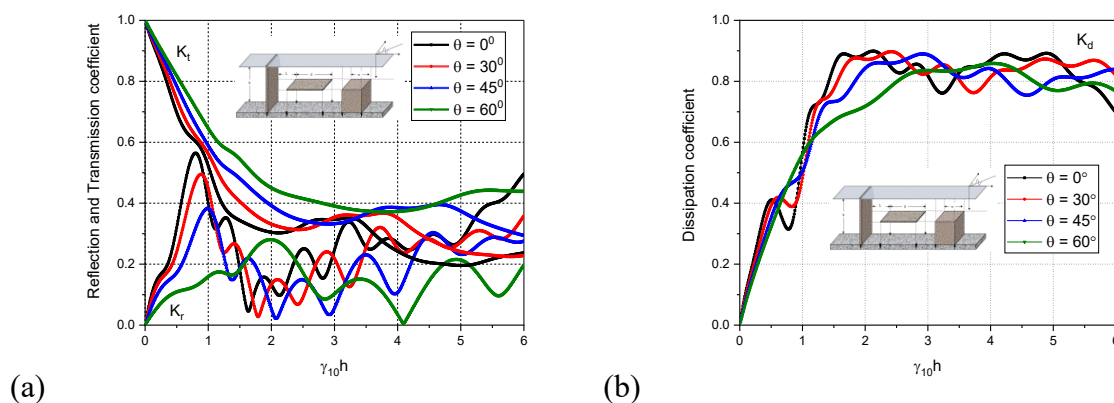 Reflection and Transmission coefficient
1.0
0.8
0.6
0.4
0.2
0.0
K_t
K_r
θ = 0⁰
θ = 30⁰
θ = 45⁰
θ = 60⁰
0 1 2 3 4 5 6
γ₁₀h
(a)
Dissipation coefficient
1.0
0.8
0.6
0.4
0.2
0.0
K_d
θ = 0°
θ = 30°
θ = 45°
θ = 60°
0 1 2 3 4 5 6
γ₁₀h
(b)